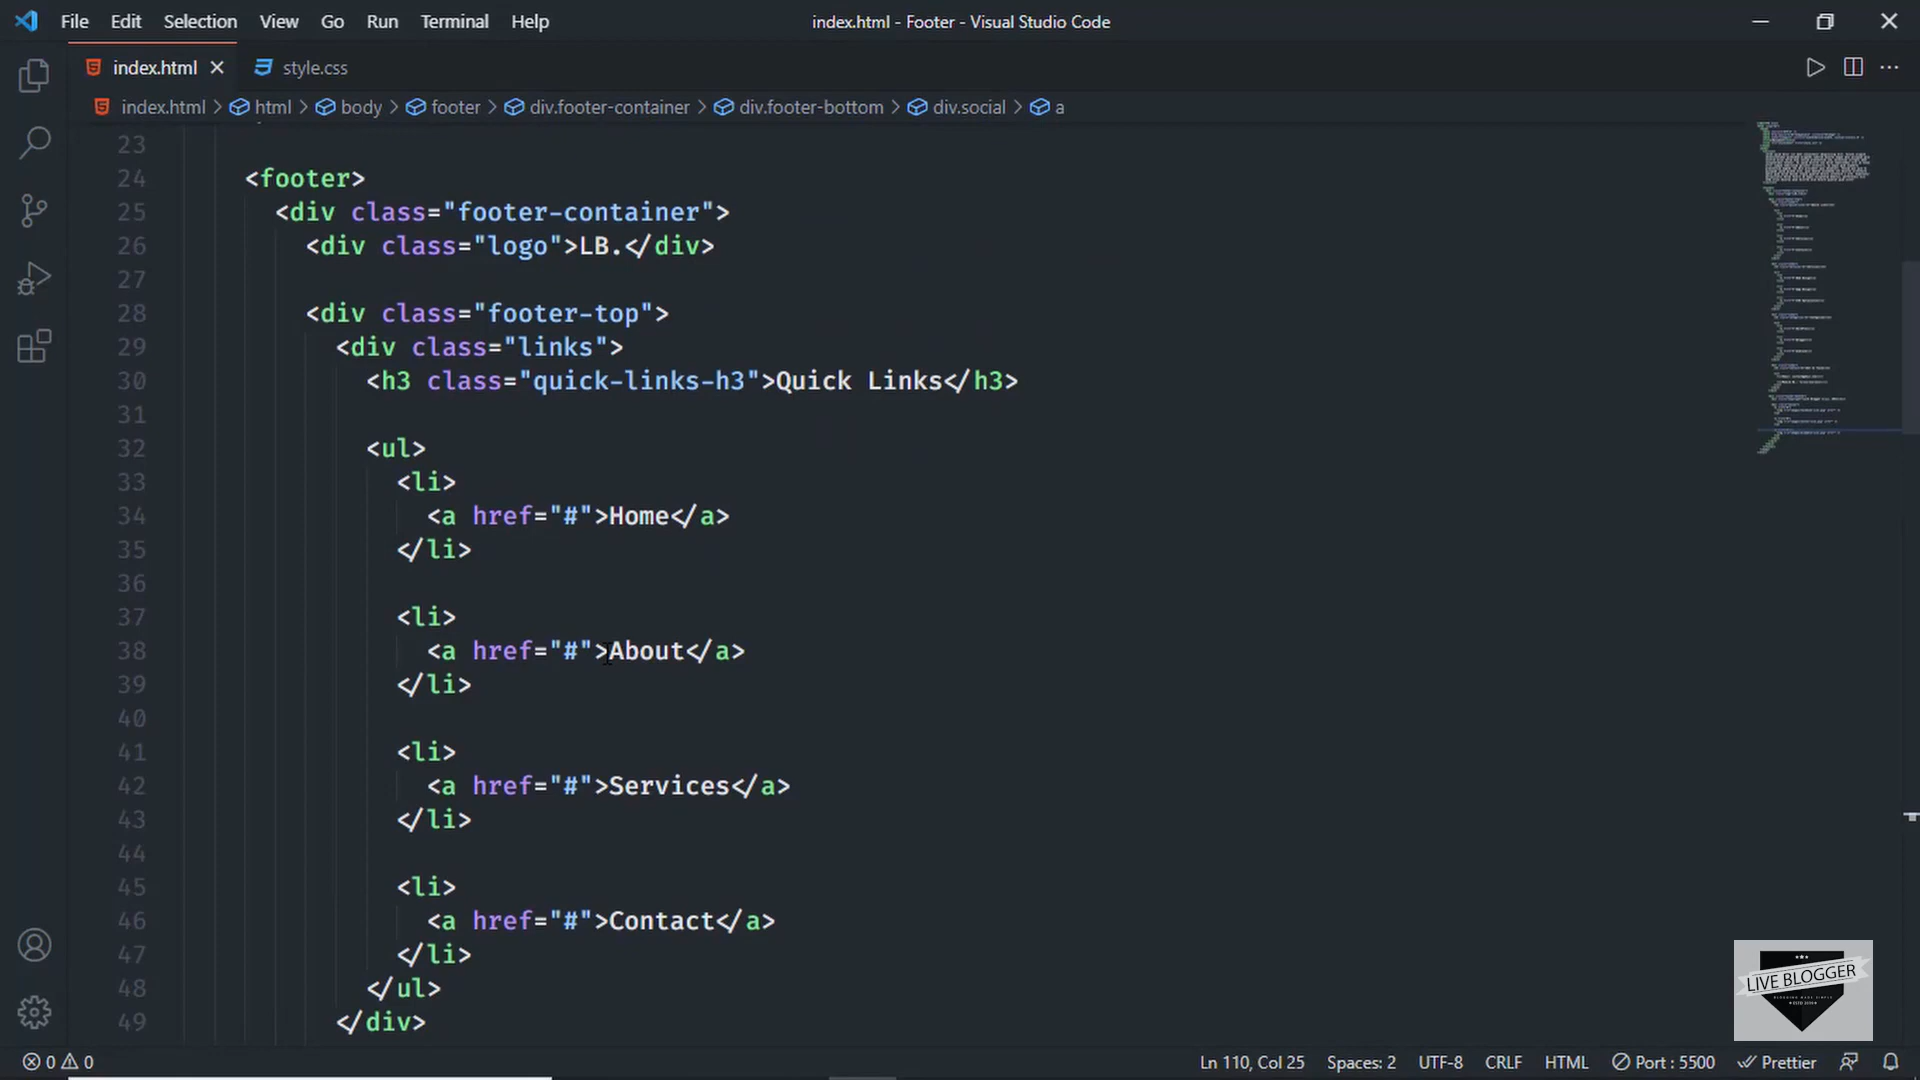 File Edit Selection View Go Run Terminal Help
index.html - Footer - Visual Studio Code
index.html
style.css
index.html > html > body > footer > div.footer-container > div.footer-bottom > div.social > a
23
24 <footer>
25 <div class="footer-container">
26 <div class="logo">LB.</div>
27
28 <div class="footer-top">
29 <div class="links">
30 <h3 class="quick-links-h3">Quick Links</h3>
31
32 <ul>
33 <li>
34 <a href="#">Home</a>
35 </li>
36
37 <li>
38 <a href="#">About</a>
39 </li>
40
41 <li>
42 <a href="#">Services</a>
43 </li>
44
45 <li>
46 <a href="#">Contact</a>
47 </li>
48 </ul>
49 </div>
LIVE BLOGGER
0 0
Ln 110, Col 25 Spaces: 2 UTF-8 CRLF HTML Port : 5500 Prettier